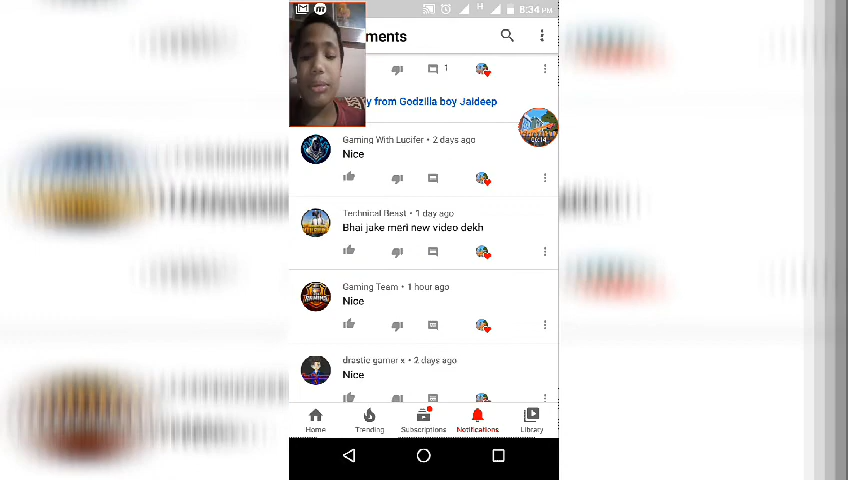 8:34 PM
H
ments
1
y from Godzilla boy Jaideep
Gaming With Lucifer • 2 days ago
Nice
00:14
Technical Beast • 1 day ago
Bhai jake meri new video dekh
Gaming Team • 1 hour ago
Nice
drastic gamer x • 2 days ago
Nice
Home
Trending
Subscriptions
Notifications
Library